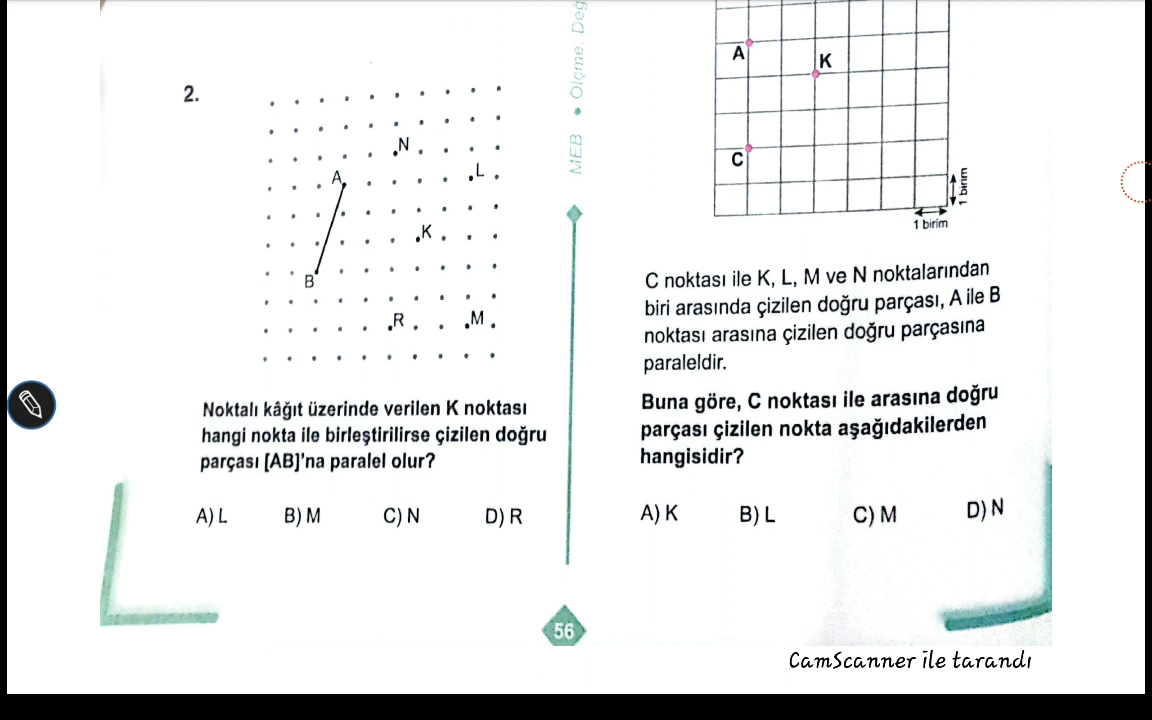 2.
N
A
L
K
B
R
M
Noktalı kâğıt üzerinde verilen K noktası
hangi nokta ile birleştirilirse çizilen doğru
parçası [AB]'na paralel olur?
A) L B) M C) N D) R
MEB ● Ölçme, Değ
A
K
C
1 birim
1 birim
C noktası ile K, L, M ve N noktalarından
biri arasında çizilen doğru parçası, A ile B
noktası arasına çizilen doğru parçasına
paraleldir.
Buna göre, C noktası ile arasına doğru
parçası çizilen nokta aşağıdakilerden
hangisidir?
A) K B) L C) M D) N
56
CamScanner ile tarandı